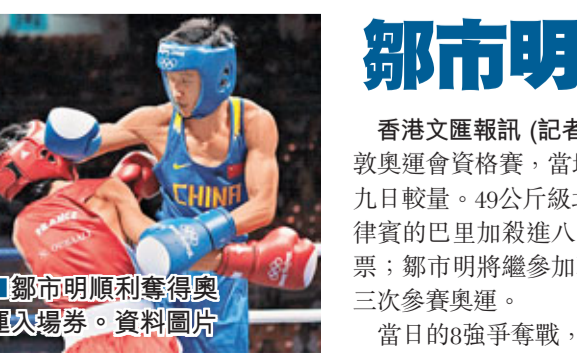 鄒市明
香港文匯報訊 (記者
敦奧運會資格賽，當
九日較量。49公斤級
律賓的巴里加殺進八
票；鄒市明將繼參加
三次參賽奧運。
當日的8強爭奪戰，
CHINA
FRANCE
■鄒市明順利奪得奧
運入場券。資料圖片